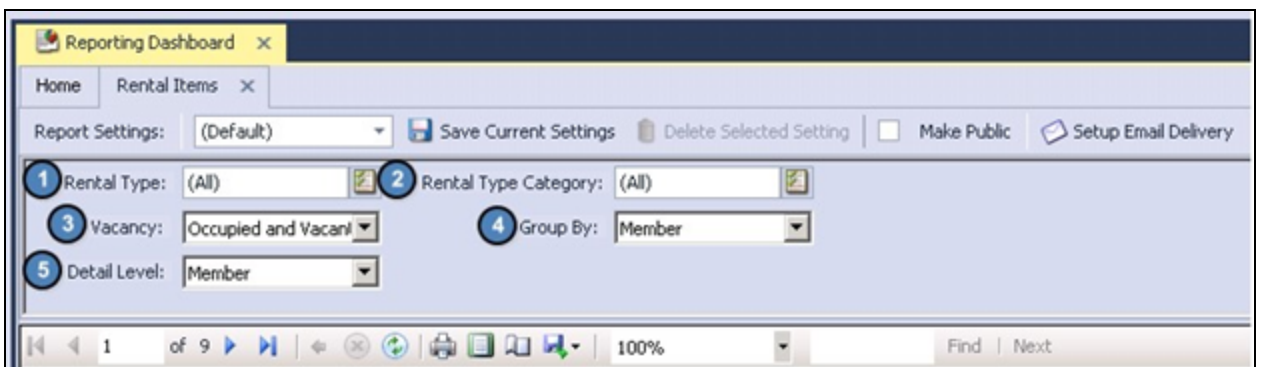 Reporting Dashboard
Home Rental Items
Report Settings: (Default) Save Current Settings Delete Selected Setting Make Public Setup Email Delivery
1 Rental Type: (All) 2 Rental Type Category: (All)
3 Vacancy: Occupied and Vacant 4 Group By: Member
5 Detail Level: Member
1 of 9 100% Find | Next